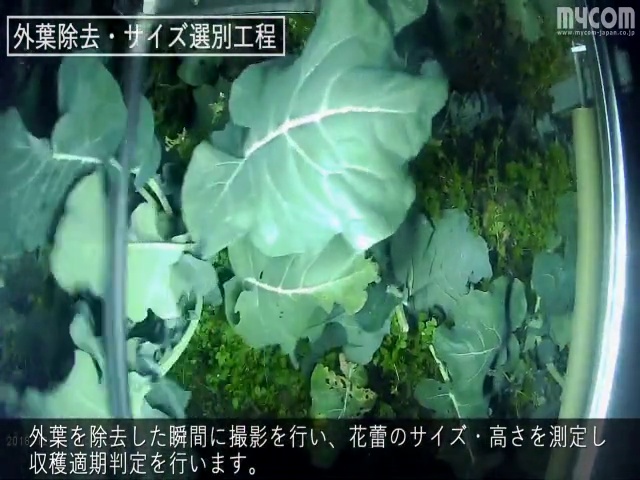 外葉除去・サイズ選別工程
mycom
www.mycom-japan.co.jp
外葉を除去した瞬間に撮影を行い、花蕾のサイズ・高さを測定し
収穫適期判定を行います。